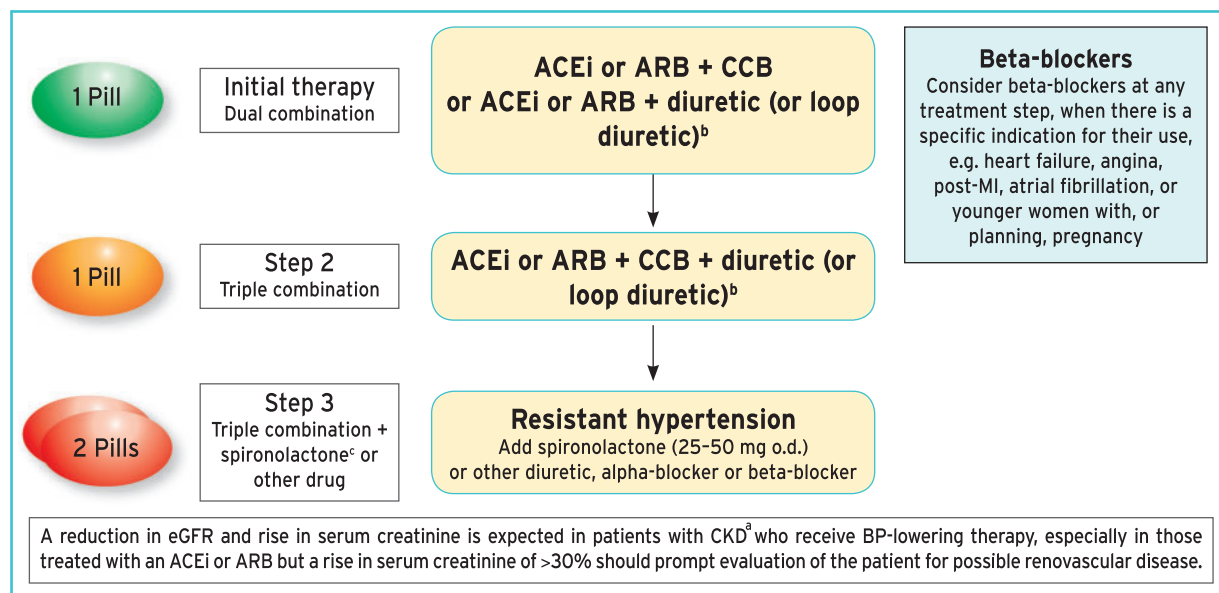 1 Pill
Initial therapy
Dual combination
ACEi or ARB + CCB
or ACEi or ARB + diuretic (or loop
diuretic)ᵇ
Beta-blockers
Consider beta-blockers at any
treatment step, when there is a
specific indication for their use,
e.g. heart failure, angina,
post-MI, atrial fibrillation, or
younger women with, or
planning, pregnancy
1 Pill
Step 2
Triple combination
ACEi or ARB + CCB + diuretic (or
loop diuretic)ᵇ
2 Pills
Step 3
Triple combination +
spironolactoneᶜ or
other drug
Resistant hypertension
Add spironolactone (25–50 mg o.d.)
or other diuretic, alpha-blocker or beta-blocker
A reduction in eGFR and rise in serum creatinine is expected in patients with CKDᵃ who receive BP-lowering therapy, especially in those
treated with an ACEi or ARB but a rise in serum creatinine of >30% should prompt evaluation of the patient for possible renovascular disease.